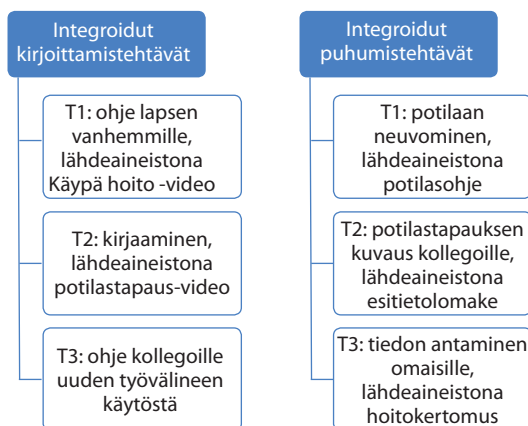 Integroidut
kirjoittamistehtävät
T1: ohje lapsen
vanhemmille,
lähdeaineistona
Käypä hoito -video
T2: kirjaaminen,
lähdeaineistona
potilastapaus-video
T3: ohje kollegoille
uuden työvälineen
käytöstä
Integroidut
puhumistehtävät
T1: potilaan
neuvominen,
lähdeaineistona
potilasohje
T2: potilastapauksen
kuvaus kollegoille,
lähdeaineistona
esitietolomake
T3: tiedon antaminen
omaisille,
lähdeaineistona
hoitokertomus